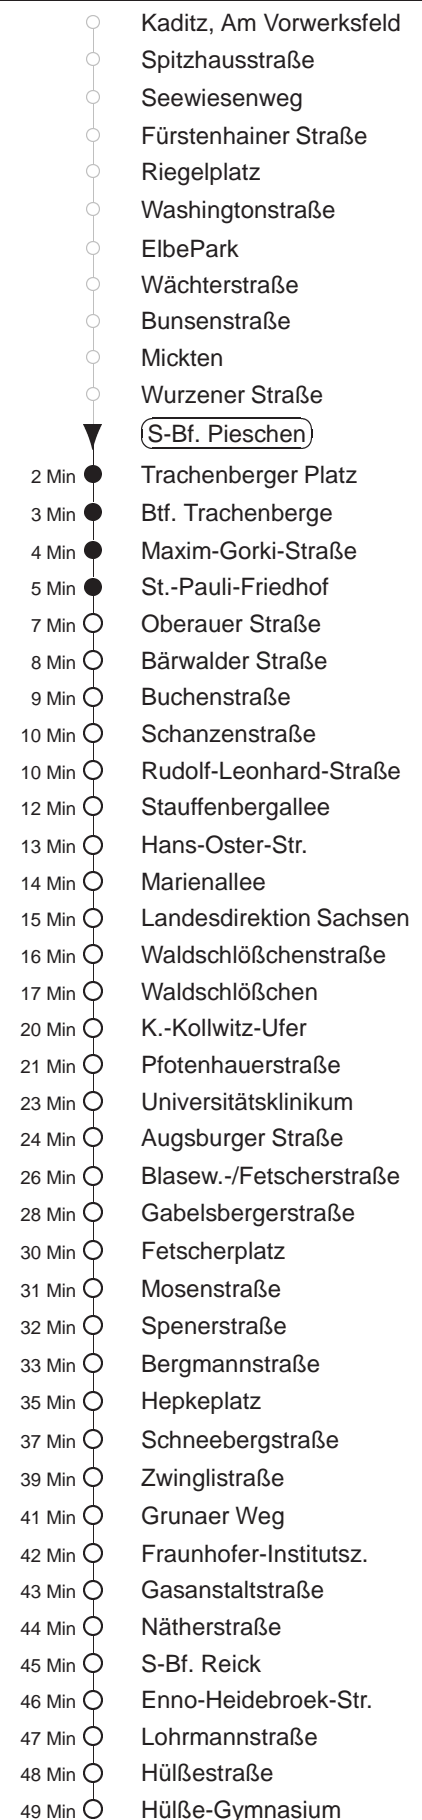 Kaditz, Am Vorwerksfeld
Spitzhausstraße
Seewiesenweg
Fürstenhainer Straße
Riegelplatz
Washingtonstraße
ElbePark
Wächterstraße
Bunsenstraße
Mickten
Wurzener Straße
S-Bf. Pieschen
2 Min Trachenberger Platz
3 Min Btf. Trachenberge
4 Min Maxim-Gorki-Straße
5 Min St.-Pauli-Friedhof
7 Min Oberauer Straße
8 Min Bärwalder Straße
9 Min Buchenstraße
10 Min Schanzenstraße
10 Min Rudolf-Leonhard-Straße
12 Min Stauffenbergallee
13 Min Hans-Oster-Str.
14 Min Marienallee
15 Min Landesdirektion Sachsen
16 Min Waldschlößchenstraße
17 Min Waldschlößchen
20 Min K.-Kollwitz-Ufer
21 Min Pfotenhauerstraße
23 Min Universitätsklinikum
24 Min Augsburger Straße
26 Min Blasew.-/Fetscherstraße
28 Min Gabelsbergerstraße
30 Min Fetscherplatz
31 Min Mosenstraße
32 Min Spenerstraße
33 Min Bergmannstraße
35 Min Hepkeplatz
37 Min Schneebergstraße
39 Min Zwinglistraße
41 Min Grunaer Weg
42 Min Fraunhofer-Institutsz.
43 Min Gasanstaltstraße
44 Min Nätherstraße
45 Min S-Bf. Reick
46 Min Enno-Heidebroek-Str.
47 Min Lohrmannstraße
48 Min Hülßestraße
49 Min Hülße-Gymnasium